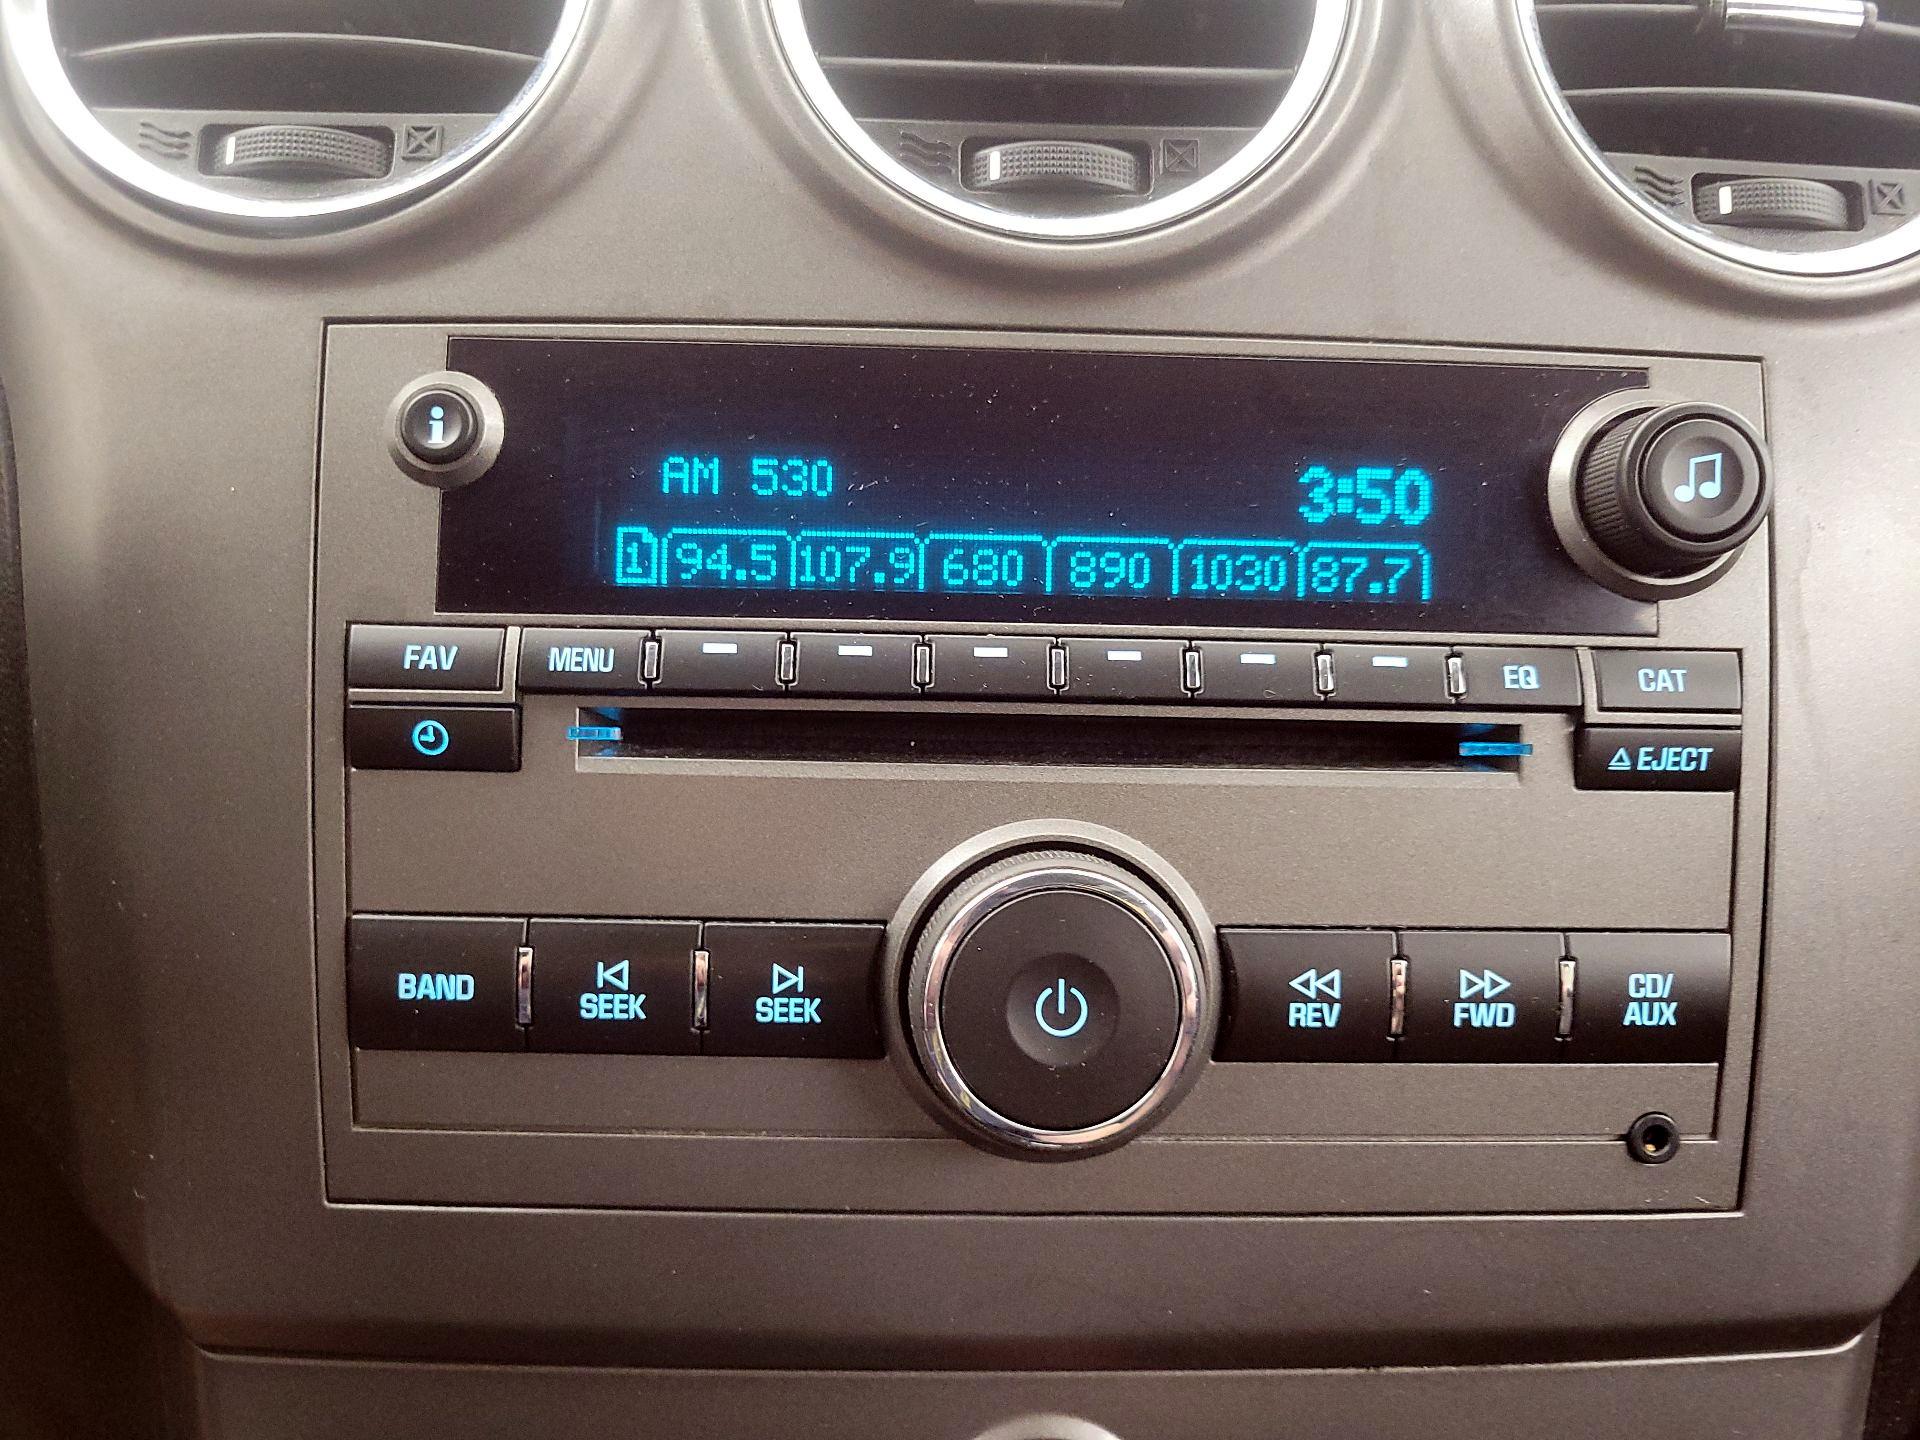 i
AM 530 3:50
1 94.5 107.9 680 890 1030 87.7
FAV MENU EQ CAT
EJECT
BAND SEEK SEEK REV FWD CD/
AUX